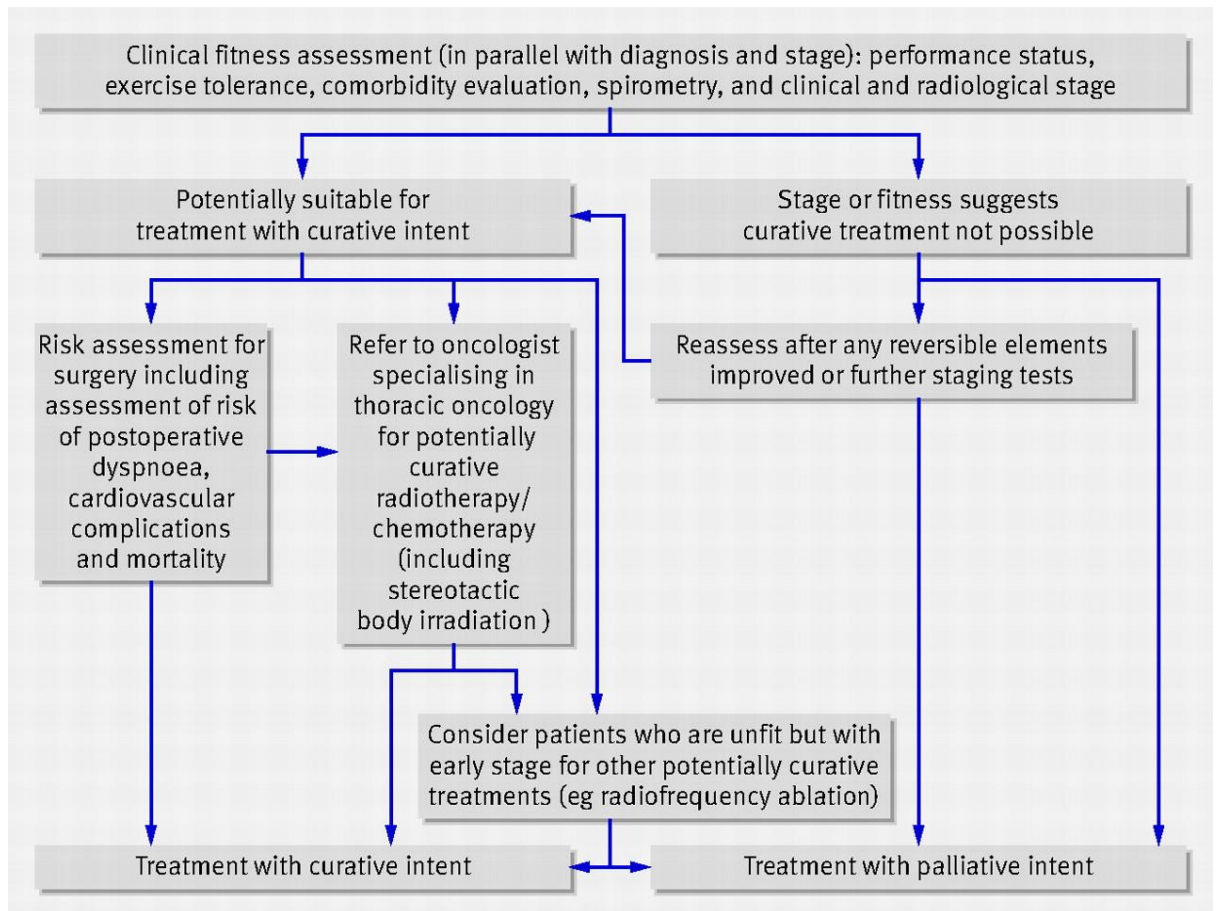 Clinical fitness assessment (in parallel with diagnosis and stage): performance status,
exercise tolerance, comorbidity evaluation, spirometry, and clinical and radiological stage
Potentially suitable for
treatment with curative intent
Stage or fitness suggests
curative treatment not possible
Risk assessment for
surgery including
assessment of risk
of postoperative
dyspnoea,
cardiovascular
complications
and mortality
Refer to oncologist
specialising in
thoracic oncology
for potentially
curative
radiotherapy/
chemotherapy
(including
stereotactic
body irradiation )
Reassess after any reversible elements
improved or further staging tests
Consider patients who are unfit but with
early stage for other potentially curative
treatments (eg radiofrequency ablation)
Treatment with curative intent
Treatment with palliative intent